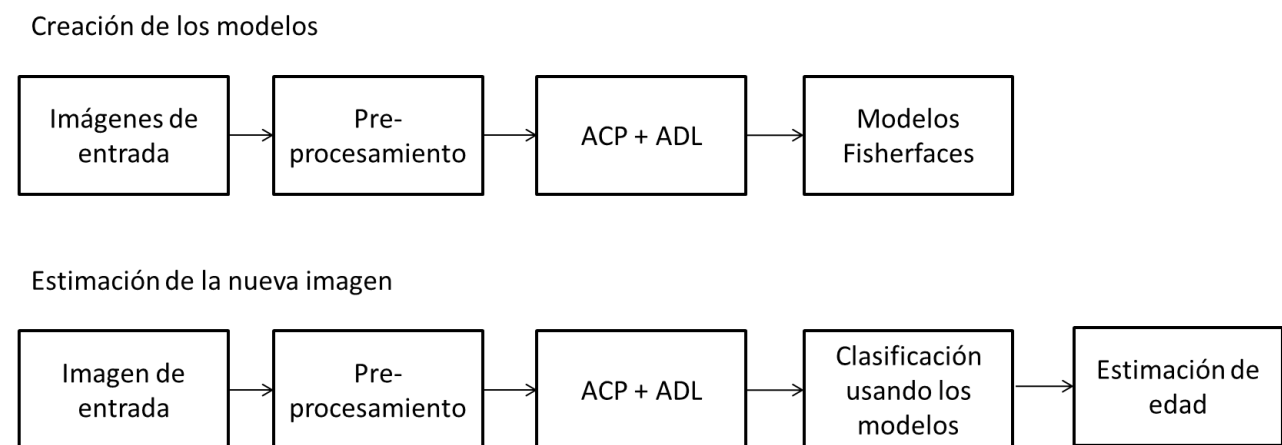 Creación de los modelos
Imágenes de
entrada
Pre-
procesamiento
ACP + ADL
Modelos
Fisherfaces
Estimación de la nueva imagen
Imagen de
entrada
Pre-
procesamiento
ACP + ADL
Clasificación
usando los
modelos
Estimación de
edad